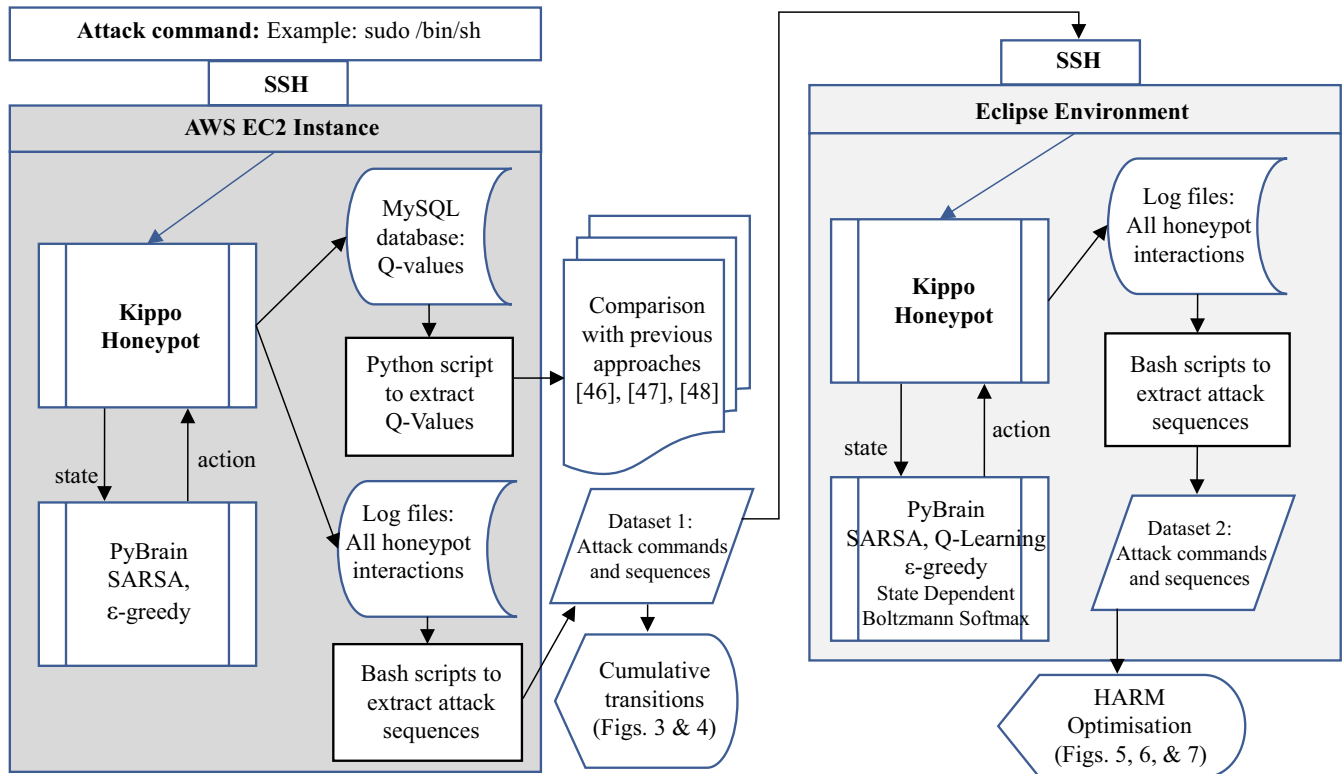 Attack command: Example: sudo /bin/sh
SSH
AWS EC2 Instance
MySQL
database:
Q-values
Kippo
Honeypot
Python script
to extract
Q-Values
Comparison
with previous
approaches
[46], [47], [48]
state
action
PyBrain
SARSA,
ε-greedy
Log files:
All honeypot
interactions
Bash scripts to
extract attack
sequences
Dataset 1:
Attack commands
and sequences
Cumulative
transitions
(Figs. 3 & 4)
SSH
Eclipse Environment
Log files:
All honeypot
interactions
Kippo
Honeypot
Bash scripts to
extract attack
sequences
state
action
PyBrain
SARSA, Q-Learning
ε-greedy
State Dependent
Boltzmann Softmax
Dataset 2:
Attack commands
and sequences
HARM
Optimisation
(Figs. 5, 6, & 7)